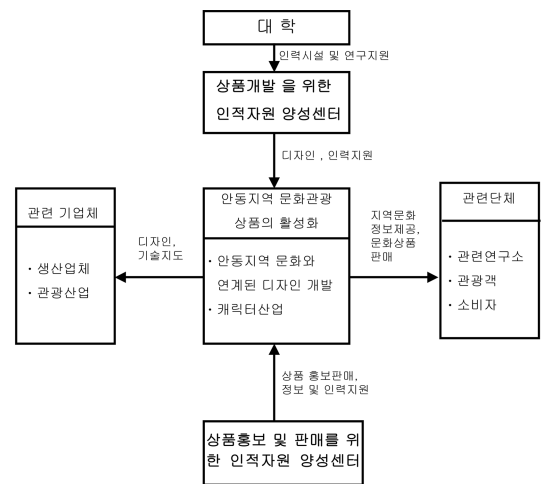 대 학
인력시설 및 연구지원
상품개발 을 위한
인적자원 양성센터
디자인 , 인력지원
관련 기업체
· 생산업체
· 관광산업
디자인,
기술지도
안동지역 문화관광
상품의 활성화
· 안동지역 문화와
연계된 디자인 개발
· 캐릭터산업
지역문화
정보제공,
문화상품
판매
관련단체
· 관련연구소
· 관광객
· 소비자
상품 홍보판매,
정보 및 인력지원
상품홍보 및 판매를 위
한 인적자원 양성센터